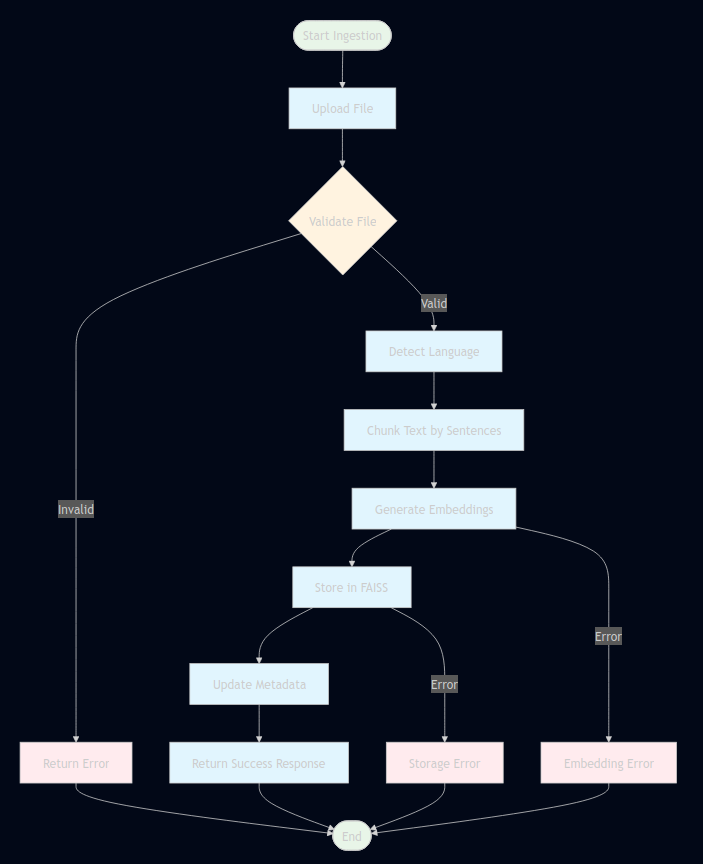 Start Ingestion
Upload File
Validate File
Valid
Detect Language
Chunk Text by Sentences
Invalid
Generate Embeddings
Store in FAISS
Error
Update Metadata
Error
Return Error
Return Success Response
Storage Error
Embedding Error
End